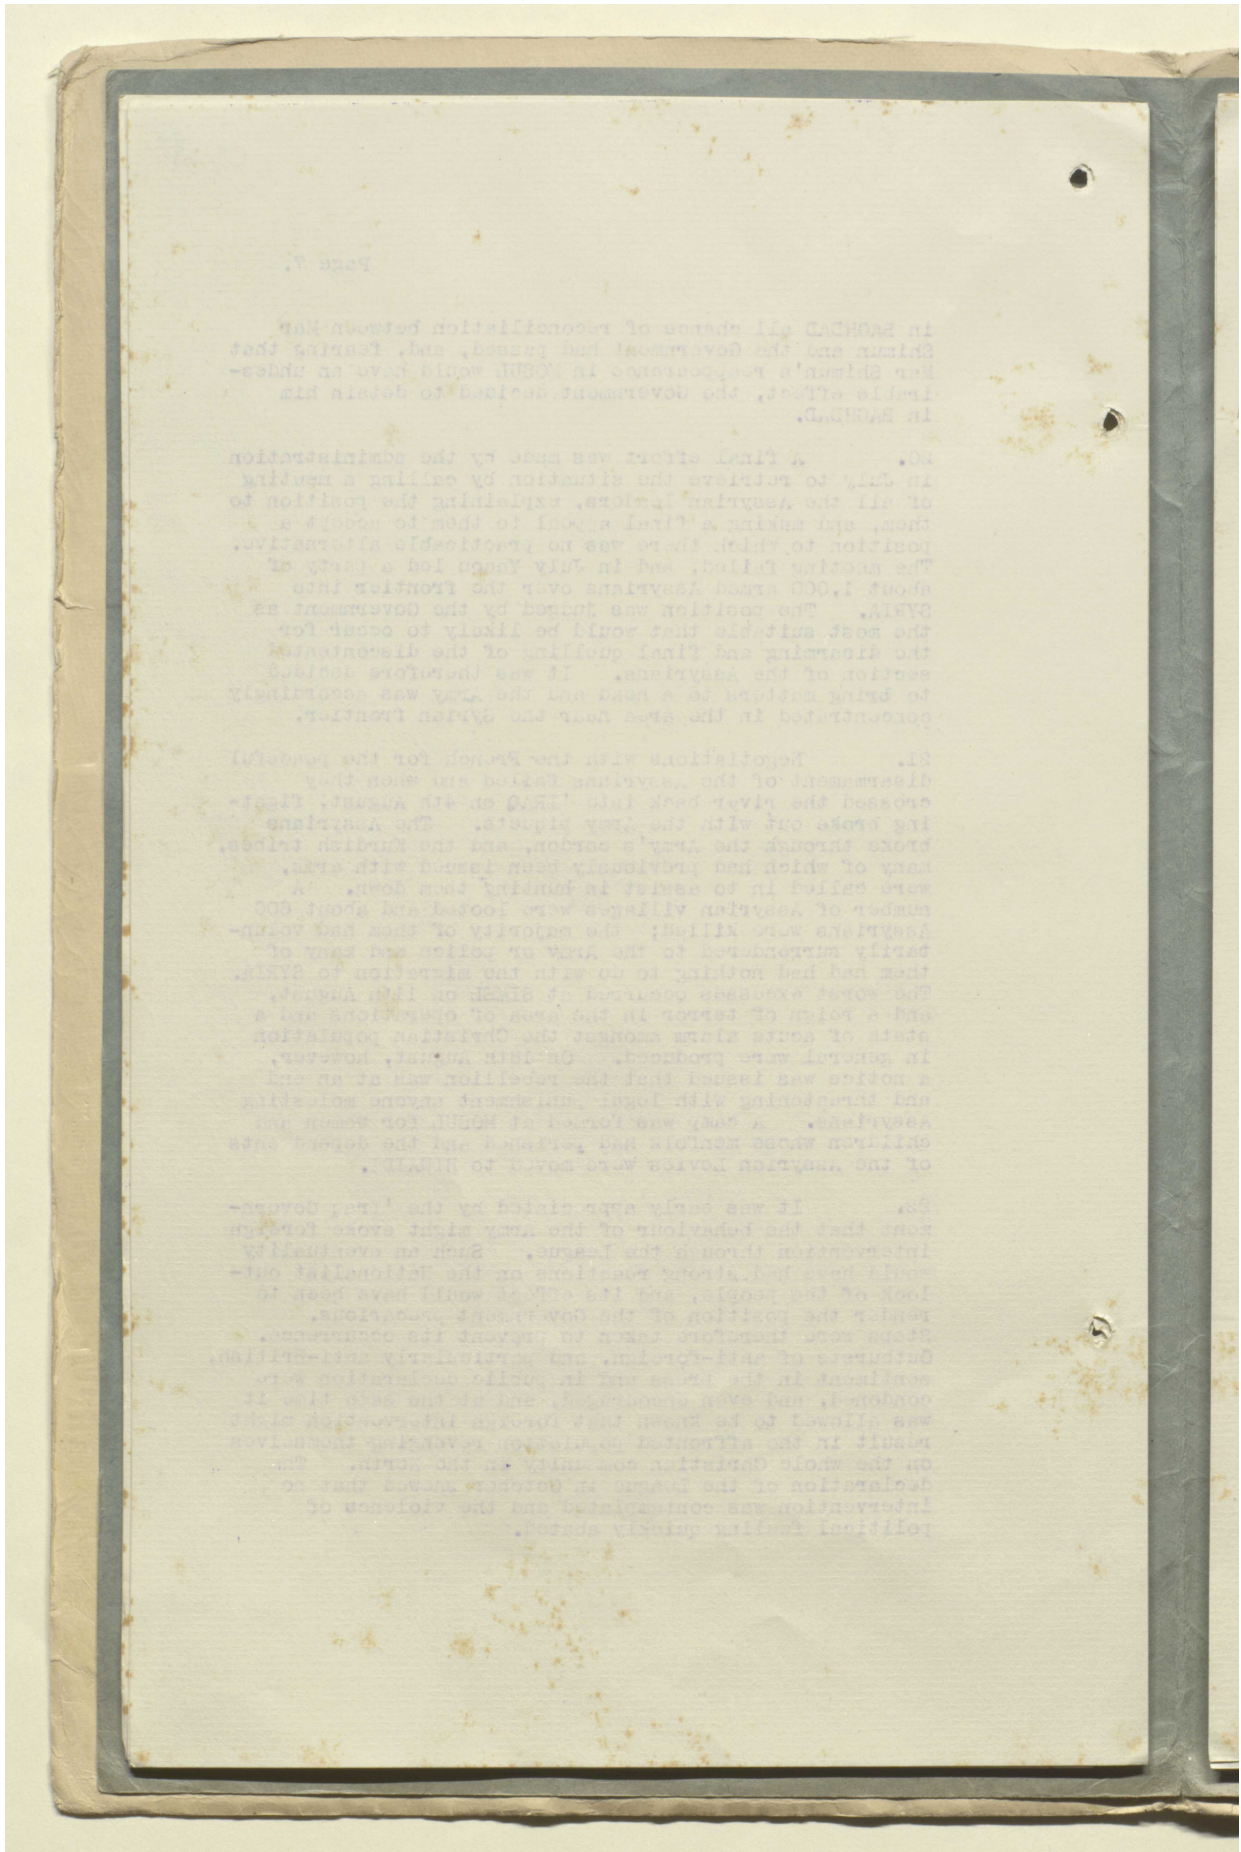 Page 7.
in BAGHDAD all chance of reconciliation between Mar
Shimun and the Government had passed, and, fearing that
Mar Shimun's reappearance in MOSUL would have an undes-
irable effect, the Government decided to detain him
in BAGHDAD.
20. A final effort was made by the administration
in July to retrieve the situation by calling a meeting
of all the Assyrian leaders, explaining the position to
them, and making a final appeal to them to accept a
position to which there was no practicable alternative.
The meeting failed, and in July Yaqu led a party of
about 1,000 armed Assyrians over the frontier into
SYRIA. The position was judged by the Government as
the most suitable that would be likely to occur for
the disarming and final quelling of the discontented
section of the Assyrians. It was therefore decided
to bring matters to a head and the Army was accordingly
concentrated in the area near the Syrian frontier.
21. Negotiations with the French for the peaceful
disarmament of the Assyrians failed and when they
crossed the river back into 'IRAQ on 4th August, fight-
ing broke out with the Army piquets. The Assyrians
broke through the Army's cordon, and the Kurdish tribes,
many of which had previously been issued with arms,
were called in to assist in hunting them down. A
number of Assyrian villages were looted and about 600
Assyrians were killed; the majority of them had volun-
tarily surrendered to the Army or police and many of
them had had nothing to do with the migration to SYRIA.
The worst excesses occurred at SIMEL on 11th August,
and a reign of terror in the area of operations and a
state of acute alarm amongst the Christian population
in general were produced. On 18th August, however,
a notice was issued that the rebellion was at an end
and threatening with legal punishment anyone molesting
Assyrians. A camp was formed at MOSUL for women and
children whose menfolk had perished and the dependants
of the Assyrian Levies were moved to HINAIDI.
22. It was early appreciated by the 'Iraq Govern-
ment that the behaviour of the Army might evoke foreign
intervention through the League. Such an eventuality
would have had strong reactions on the Nationalist out-
look of the people, and its effect would have been to
render the position of the Government precarious.
Steps were therefore taken to prevent its occurrence.
Outbursts of anti-foreign, and particularly anti-British,
sentiment in the press and in public declaration were
condoned, and even encouraged, and at the same time it
was allowed to be known that foreign intervention might
result in the affronted population revenging themselves
on the whole Christian community in the North. The
declaration of the League in October showed that no
intervention was contemplated and the violence of
political feeling quickly abated.